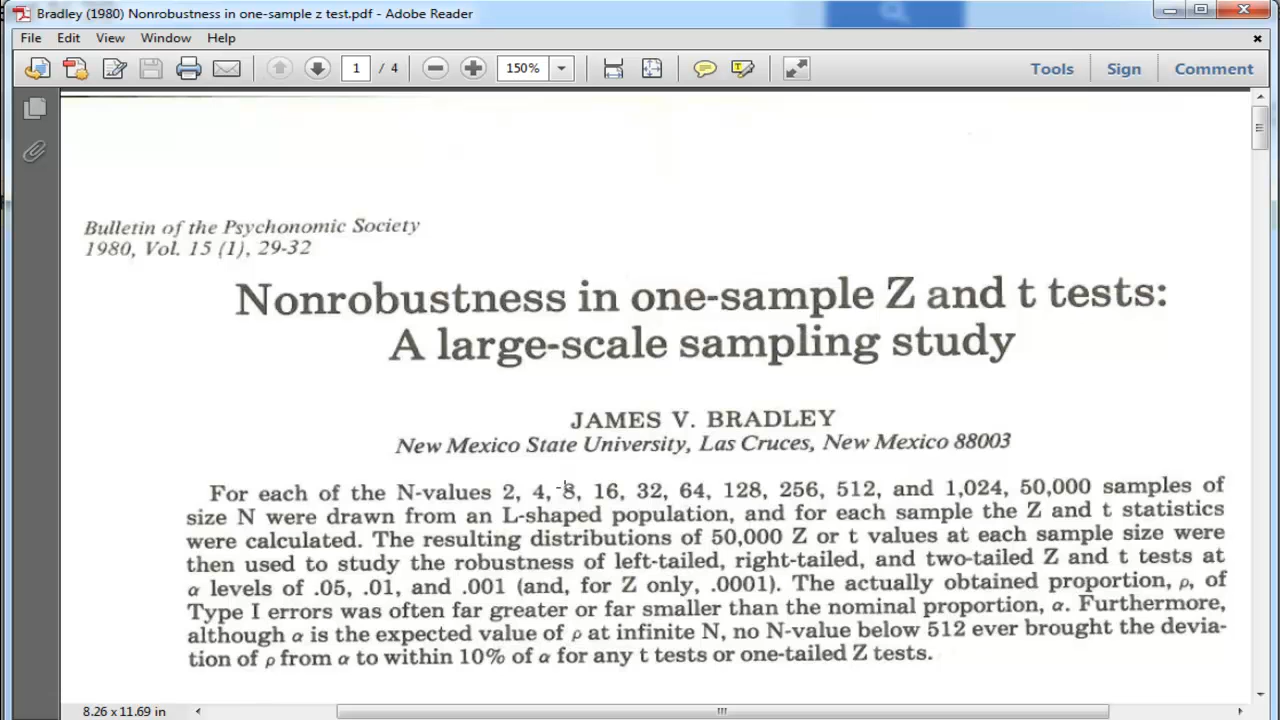 Bradley (1980) Nonrobustness in one-sample z test.pdf - Adobe Reader
File Edit View Window Help
1 / 4 150% Tools Sign Comment
Bulletin of the Psychonomic Society
1980, Vol. 15 (1), 29-32
Nonrobustness in one-sample Z and t tests:
A large-scale sampling study
JAMES V. BRADLEY
New Mexico State University, Las Cruces, New Mexico 88003
For each of the N-values 2, 4, 8, 16, 32, 64, 128, 256, 512, and 1,024, 50,000 samples of
size N were drawn from an L-shaped population, and for each sample the Z and t statistics
were calculated. The resulting distributions of 50,000 Z or t values at each sample size were
then used to study the robustness of left-tailed, right-tailed, and two-tailed Z and t tests at
α levels of .05, .01, and .001 (and, for Z only, .0001). The actually obtained proportion, ρ, of
Type I errors was often far greater or far smaller than the nominal proportion, α. Furthermore,
although α is the expected value of ρ at infinite N, no N-value below 512 ever brought the devia-
tion of ρ from α to within 10% of α for any t tests or one-tailed Z tests.
8.26 x 11.69 in